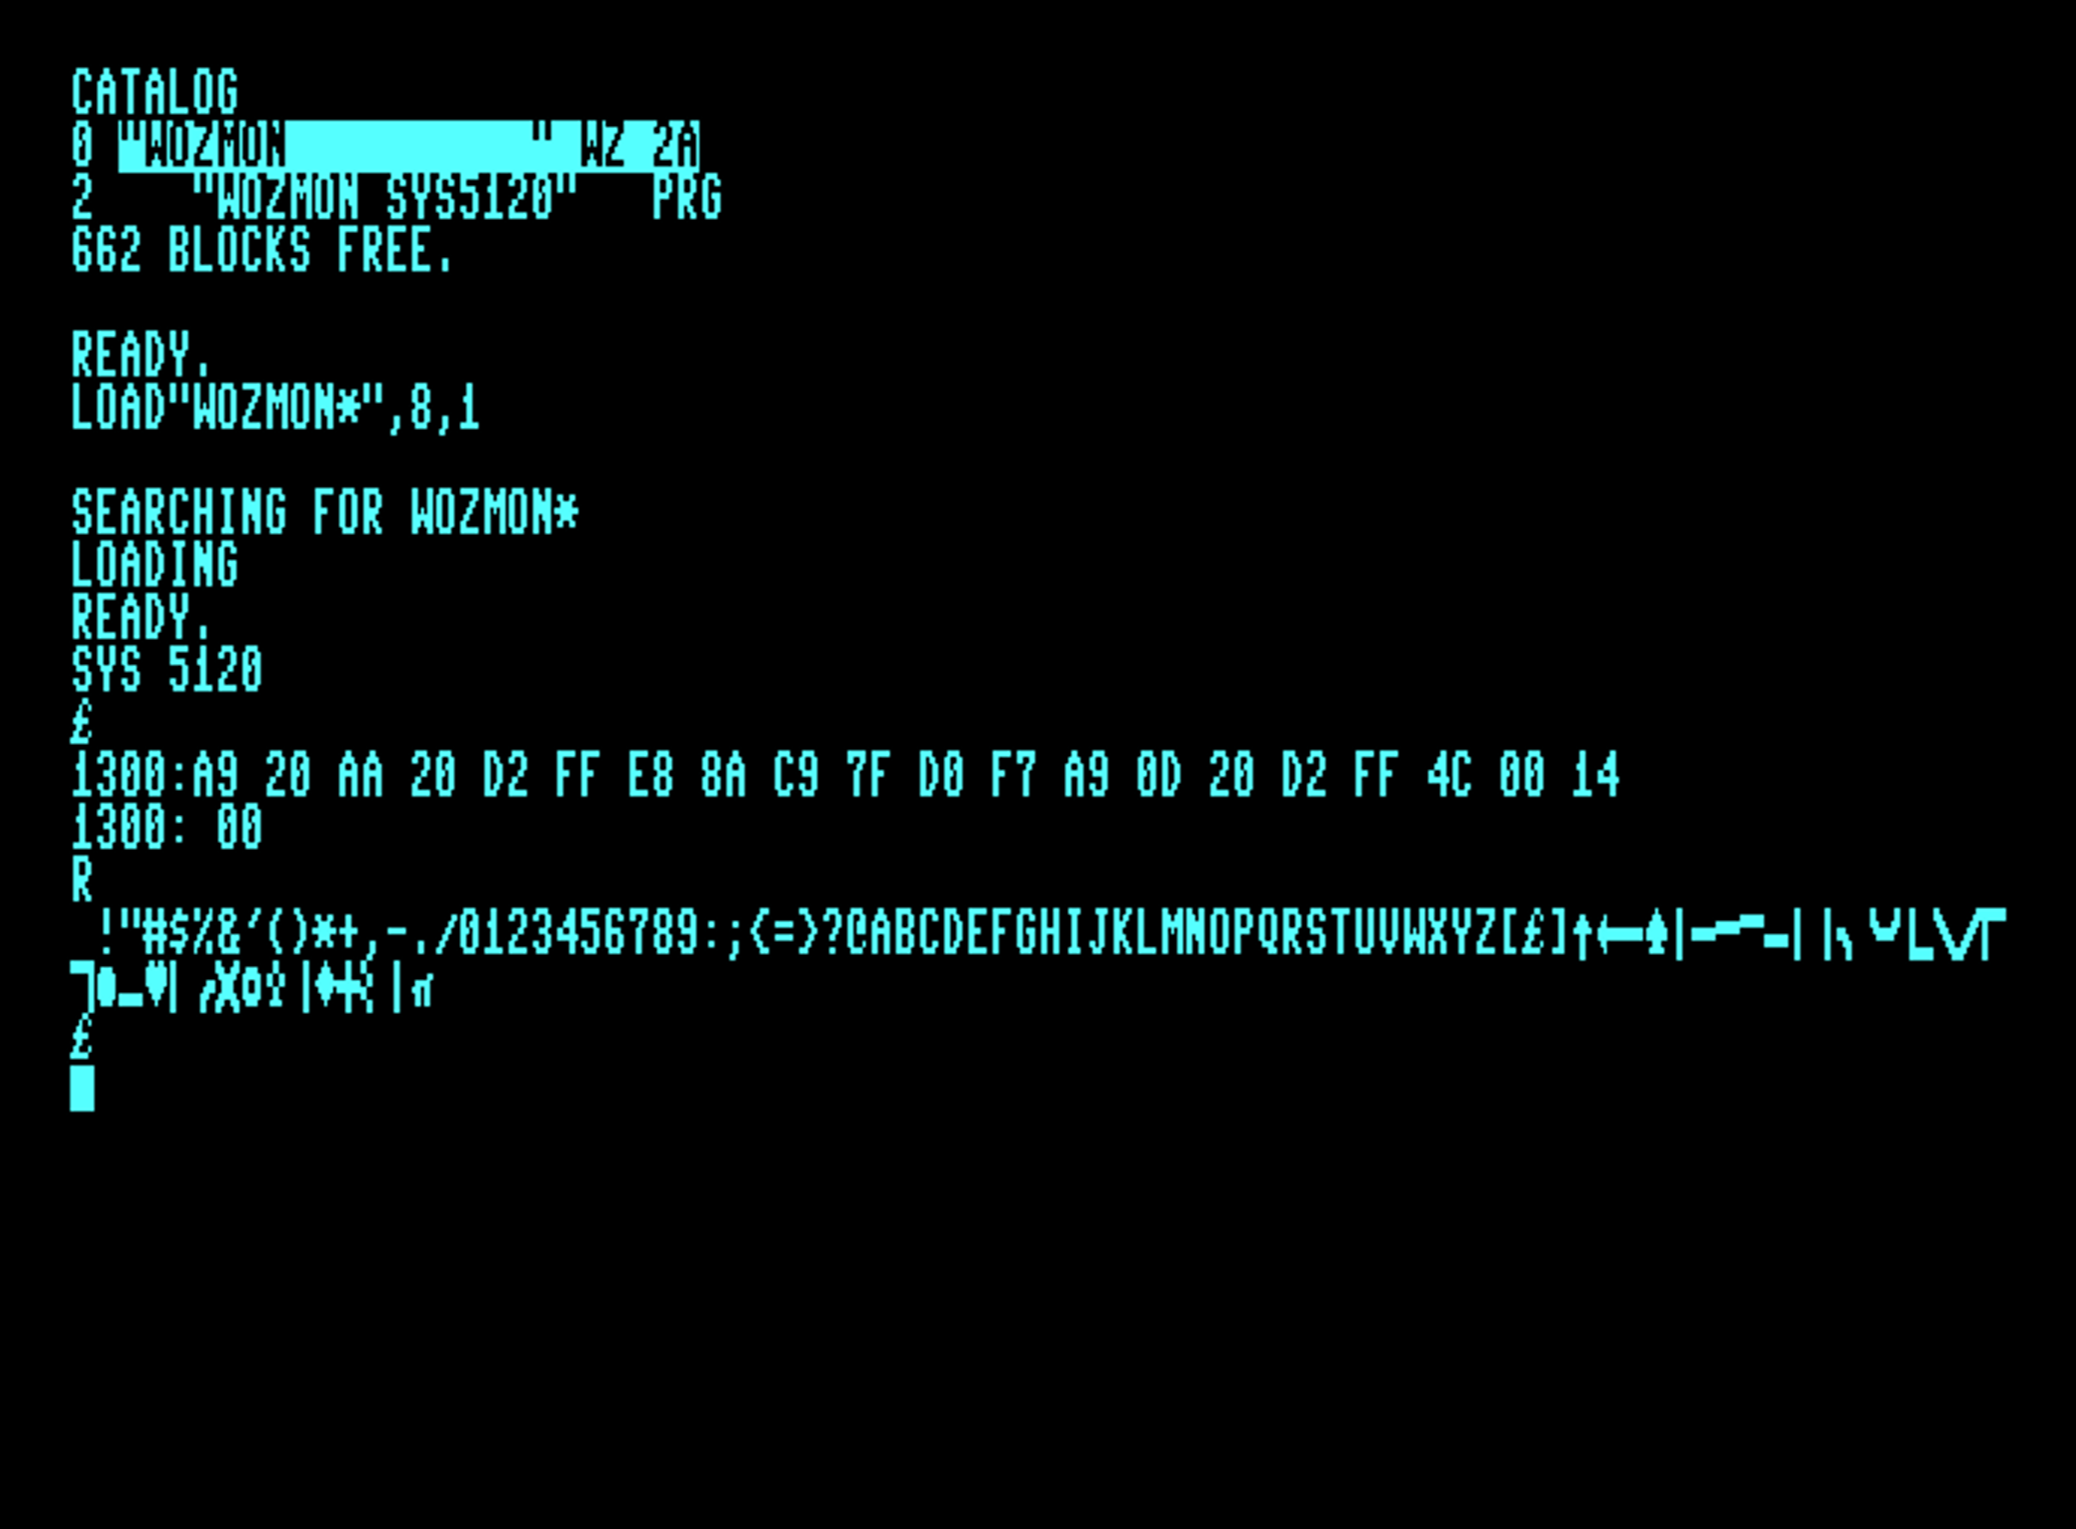 CATALOG
0 "WOZMON          " WZ 2A
2    "WOZMON SYS5120"   PRG
662 BLOCKS FREE.
READY.
LOAD"WOZMON*",8,1
SEARCHING FOR WOZMON*
LOADING
READY.
SYS 5120
£
1300:A9 20 AA 20 D2 FF E8 8A C9 7F D0 F7 A9 0D 20 D2 FF 4C 00 14
1300: 00
R
 !"#$%&'()*+,-./0123456789:;<=>?@ABCDEFGHIJKLMNOPQRSTUVWXYZ[£]↑←
£